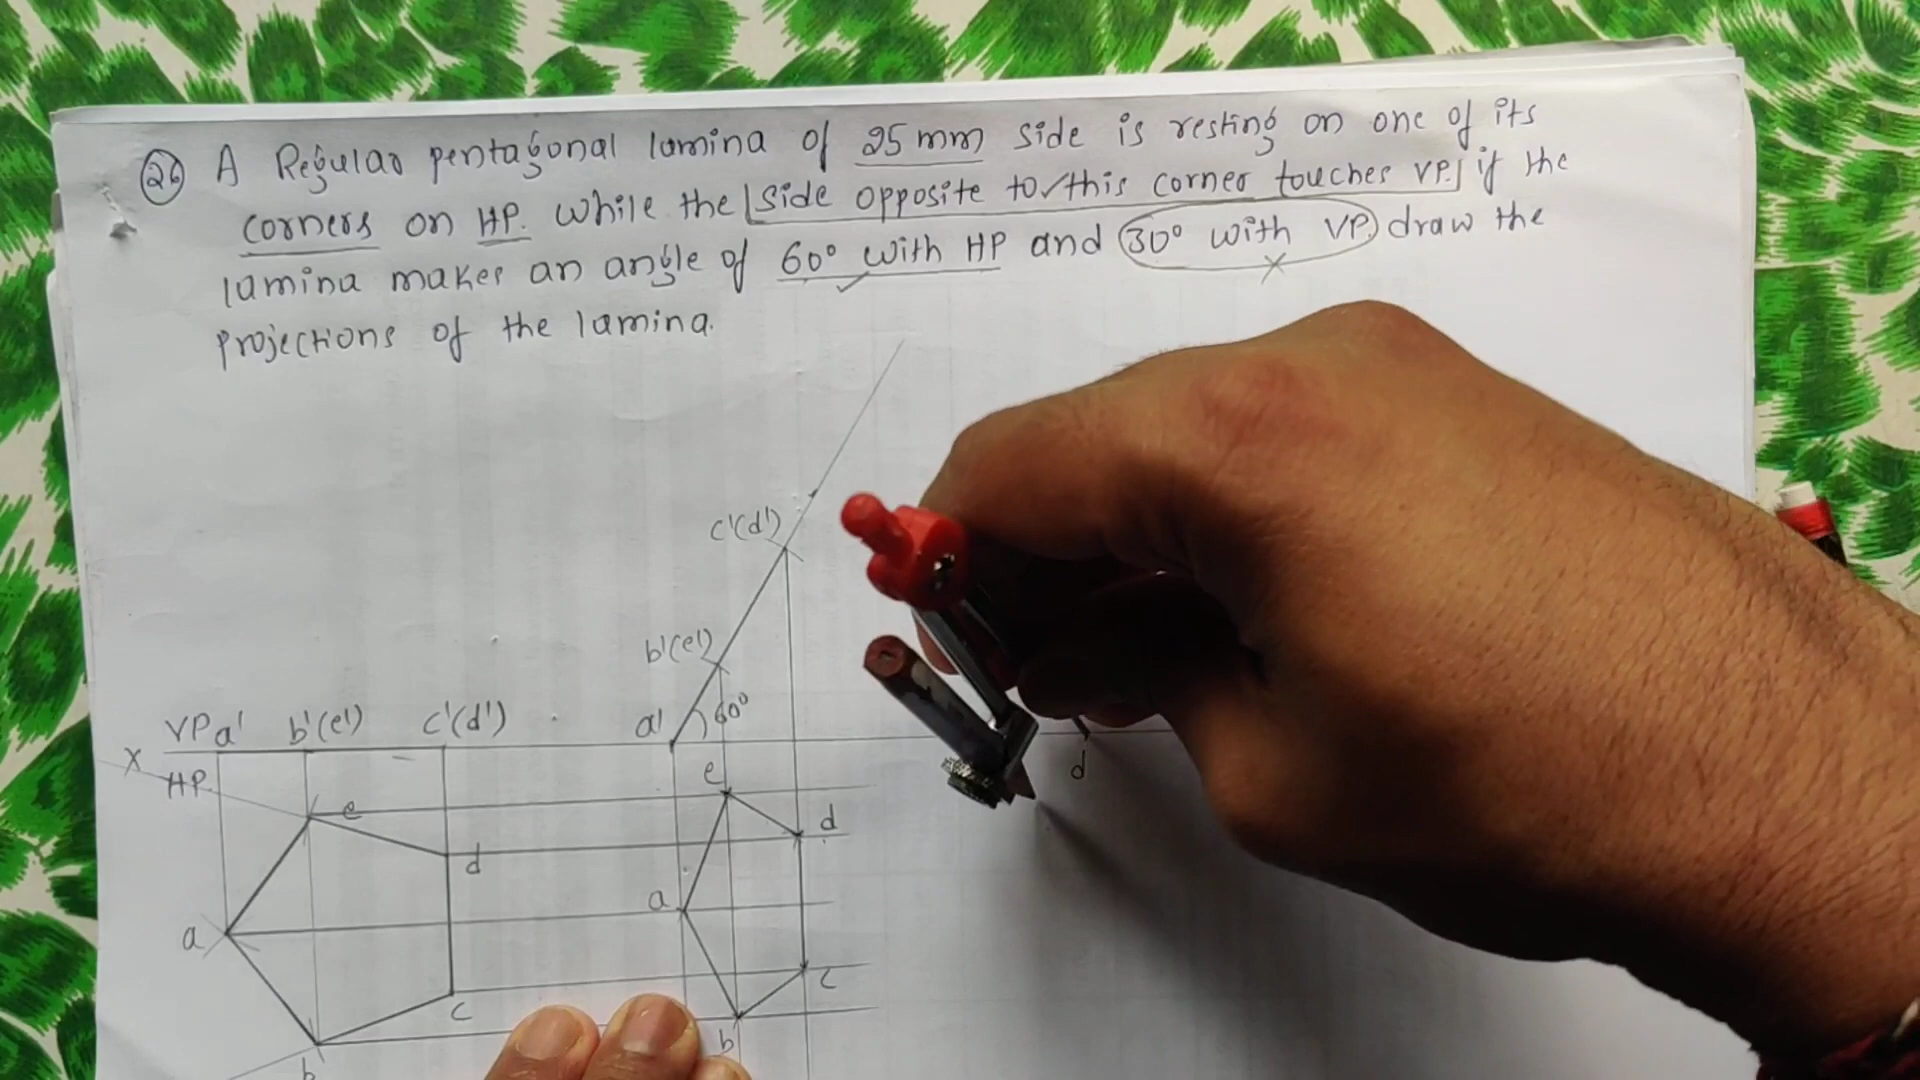 26 A Regular pentagonal lamina of 25mm side is resting on one of its
corners on HP. While the side opposite to this corner touches VP. if the
lamina makes an angle of 60° with HP and 30° with VP. draw the
projections of the lamina.
c'(d')
b'(e')
a' 60°
VP a' b'(e') c'(d')
X
HP
e
d
e
d
a
a
c
c
b
b
d